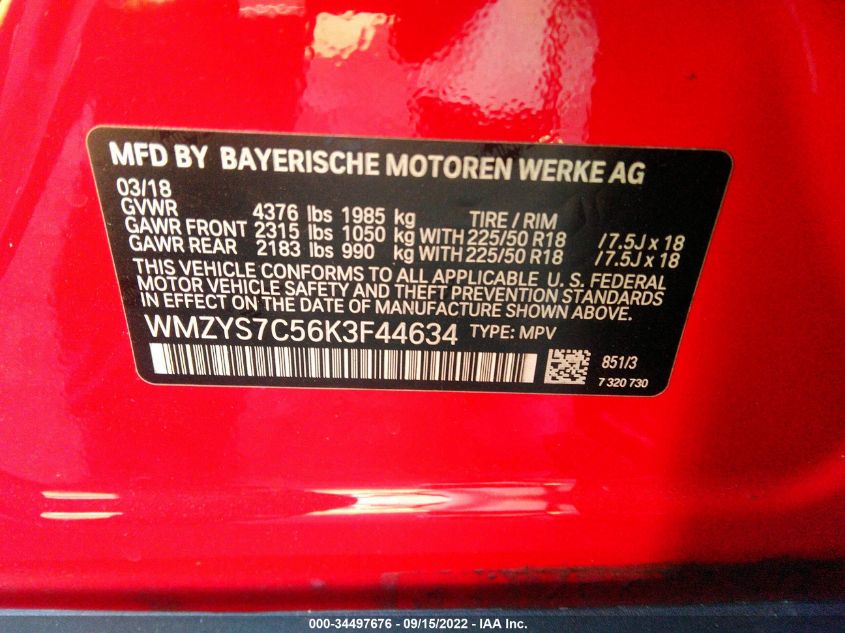 MFD BY BAYERISCHE MOTOREN WERKE AG
03/18
GVWR 4376 lbs 1985 kg TIRE / RIM
GAWR FRONT 2315 lbs 1050 kg WITH 225/50 R18 / 7.5J x 18
GAWR REAR 2183 lbs 990 kg WITH 225/50 R18 / 7.5J x 18
THIS VEHICLE CONFORMS TO ALL APPLICABLE U. S. FEDERAL
MOTOR VEHICLE SAFETY AND THEFT PREVENTION STANDARDS
IN EFFECT ON THE DATE OF MANUFACTURE SHOWN ABOVE.
WMZYS7C56K3F44634 TYPE: MPV
851/3
7 320 730
000-34497676 - 09/15/2022 - IAA Inc.